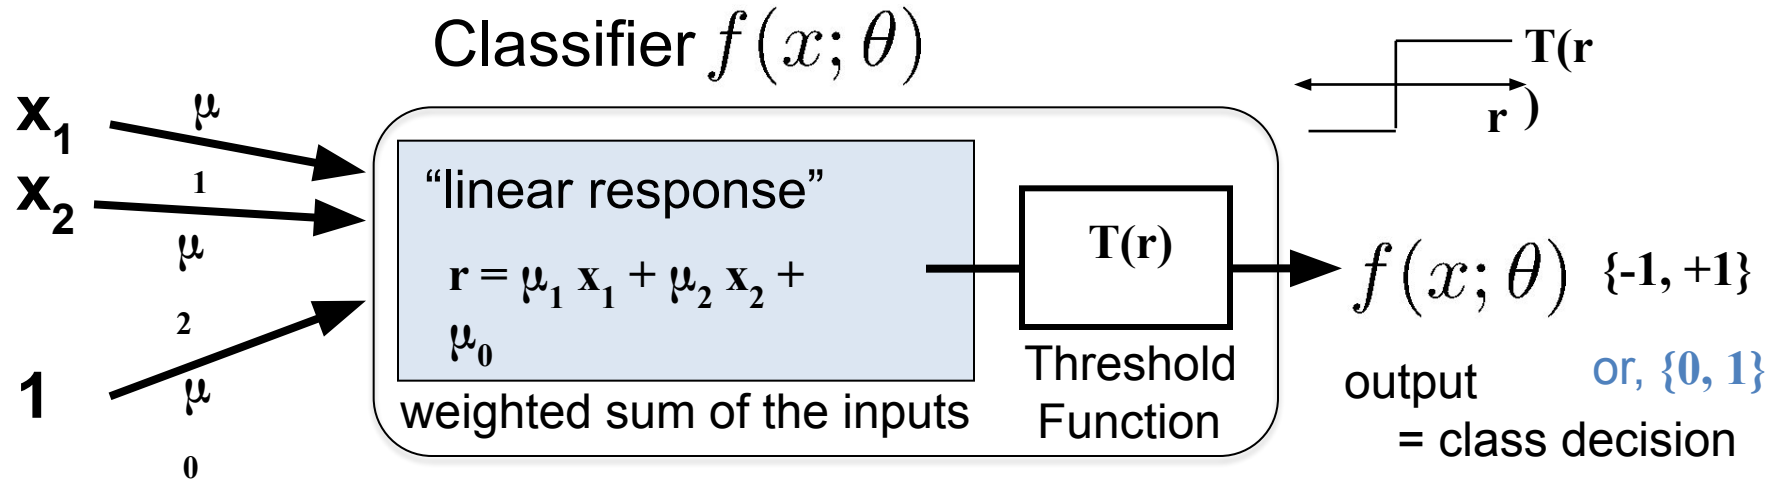 Classifier f(x; θ)
T(r
r )
x₁
μ
1
x₂
μ
2
1
μ
0
“linear response”
r = μ₁ x₁ + μ₂ x₂ +
μ₀
weighted sum of the inputs
T(r)
Threshold
Function
f(x; θ) {-1, +1}
or, {0, 1}
output
= class decision